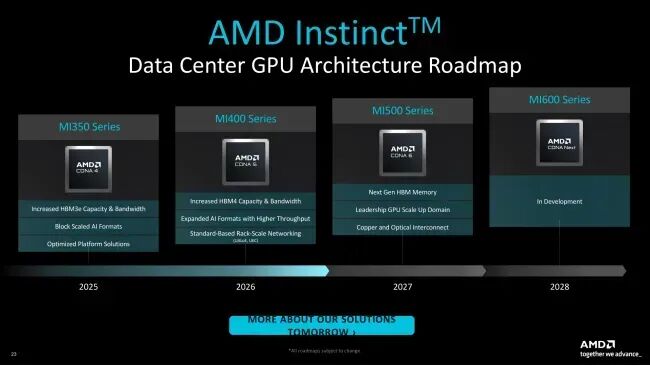 AMD Instinct™
Data Center GPU Architecture Roadmap
MI350 Series
AMD
CDNA 4
Increased HBM3e Capacity & Bandwidth
Block Scaled AI Formats
Optimized Platform Solutions
MI400 Series
AMD
CDNA 5
Increased HBM4 Capacity & Bandwidth
Expanded AI Formats with Higher Throughput
Standard-Based Rack-Scale Networking
(UALoE, UEC)
MI500 Series
AMD
CDNA 6
Next Gen HBM Memory
Leadership GPU Scale Up Domain
Copper and Optical Interconnect
MI600 Series
AMD
CDNA Next
In Development
2025
2026
2027
2028
MORE ABOUT OUR SOLUTIONS
TOMORROW ›
23
*All roadmaps subject to change.
AMD
together we advance_